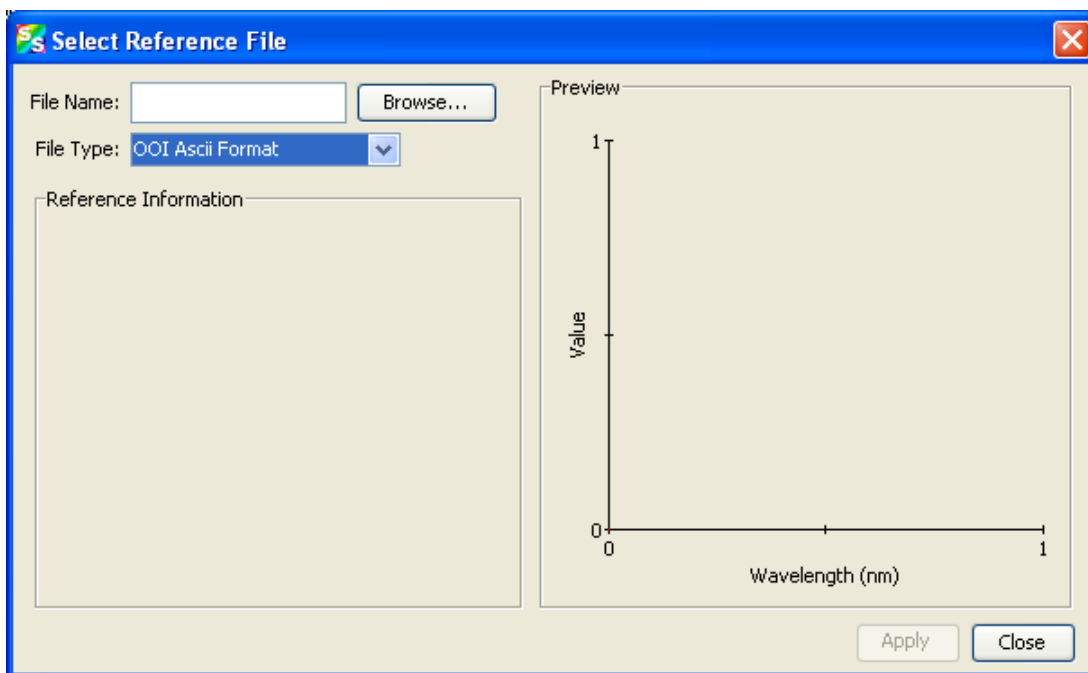 Select Reference File
File Name:
Browse...
File Type: OOI Ascii Format
Reference Information
Preview
1
Value
0
0
1
Wavelength (nm)
Apply
Close